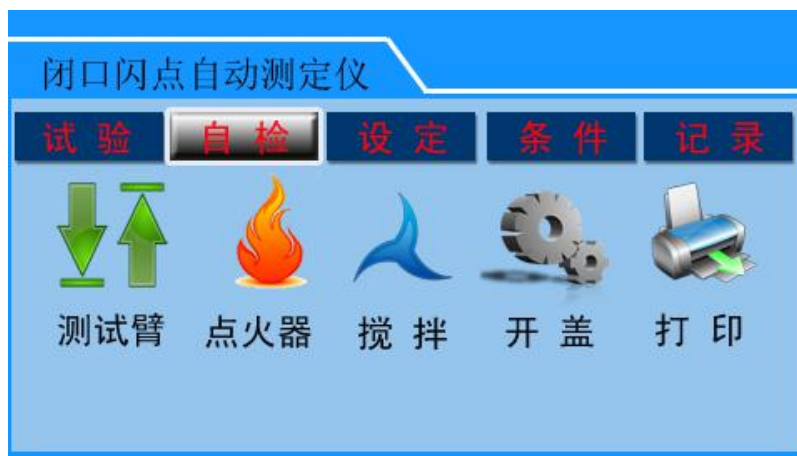 闭口闪点自动测定仪
试 验 自 检 设 定 条 件 记 录
测试臂 点火器 搅 拌 开 盖 打 印